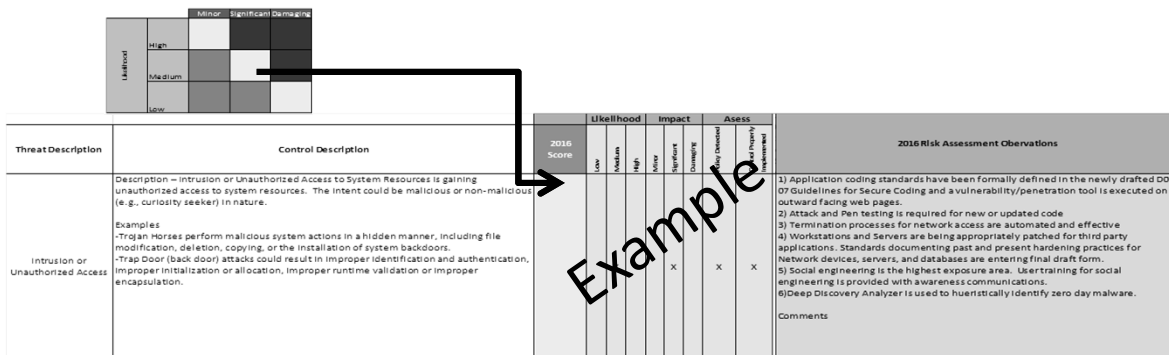 Minor Significant Damaging
Likelihood
High
Medium
Low
Likelihood Impact Asess
Threat Description Control Description 2016 Score Low Medium High Minor Significant Damaging Detected Properly Implemented 2016 Risk Assessment Obervations
Example
Intrusion or
Unauthorized Access
Description – Intrusion or Unauthorized Access to System Resources is gaining
unauthorized access to system resources. The intent could be malicious or non-malicious
(e.g., curiosity seeker) in nature.
Examples
-Trojan Horses perform malicious system actions in a hidden manner, including file
modification, deletion, copying, or the installation of system backdoors.
-Trap Door (back door) attacks could result in improper identification and authentication,
improper initialization or allocation, improper runtime validation or improper
encapsulation.
x x x
1) Application coding standards have been formally defined in the newly drafted D0
07 Guidelines for Secure Coding and a vulnerability/penetration tool is executed on
outward facing web pages.
2) Attack and Pen testing is required for new or updated code
3) Termination processes for network access are automated and effective
4) Workstations and Servers are being appropriately patched for third party
applications. Standards documenting past and present hardening practices for
Network devices, servers, and databases are entering final draft form.
5) Social engineering is the highest exposure area. User training for social
engineering is provided with awareness communications.
6)Deep Discovery Analyzer is used to hueristically identify zero day malware.
Comments